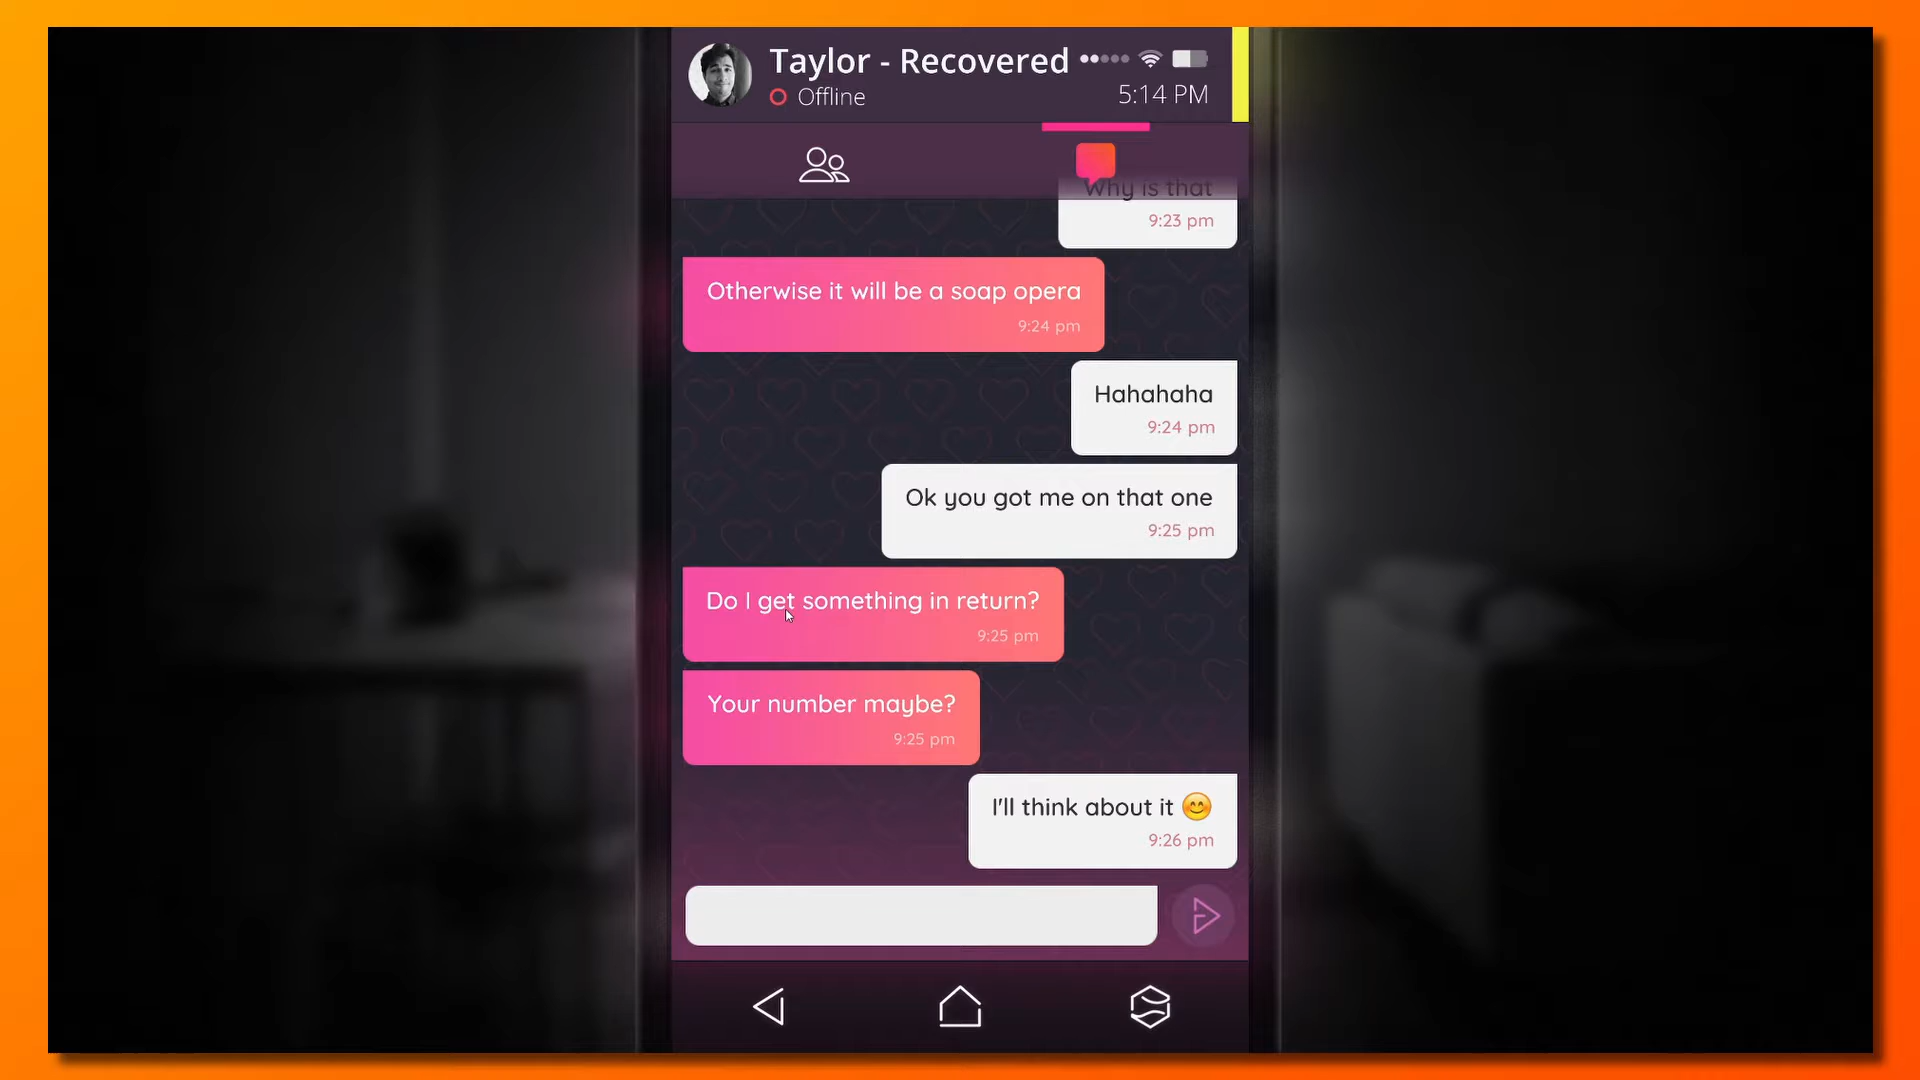 Taylor - Recovered
Offline
5:14 PM
Why is that
9:23 pm
Otherwise it will be a soap opera
9:24 pm
Hahahaha
9:24 pm
Ok you got me on that one
9:25 pm
Do I get something in return?
9:25 pm
Your number maybe?
9:25 pm
I'll think about it 😊
9:26 pm